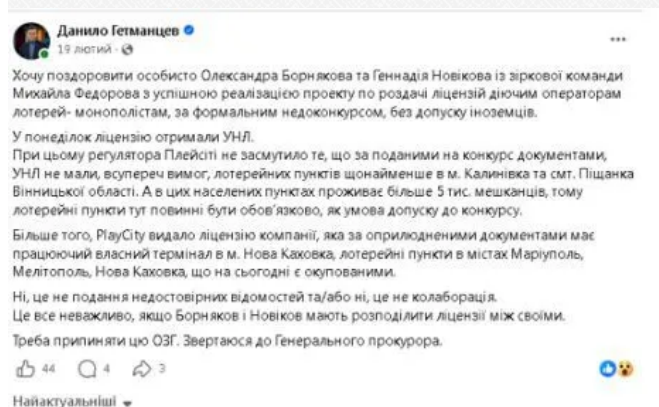 Данило Гетманцев
19 лютий ·
Хочу поздоровити особисто Олександра Борнякова та Геннадія Новікова із зіркової команди
Михайла Федорова з успішною реалізацією проекту по роздачі ліцензій діючим операторам
лотерей- монополістам, за формальним недоконкурсом, без допуску іноземців.
У понеділок ліцензію отримали УНЛ.
При цьому регулятора Плейсіті не засмутило те, що за поданими на конкурс документами,
УНЛ не мали, всупереч вимог, лотерейних пунктів щонайменше в м. Калинівка та смт. Піщанка
Вінницької області. А в цих населених пунктах проживає більше 5 тис. мешканців, тому
лотерейні пункти тут повинні бути обов’язково, як умова допуску до конкурсу.
Більше того, PlayCity видало ліцензію компанії, яка за оприлюдненими документами має
працюючий власний термінал в м. Нова Каховка, лотерейні пункти в містах Маріуполь,
Мелітополь, Нова Каховка, що на сьогодні є окупованими.
Ні, це не подання недостовірних відомостей та/або ні, це не колаборація.
Це все неважливо, якщо Борняков і Новіков мають розподілити ліцензії між своїми.
Треба припиняти цю ОЗГ. Звертаюся до Генерального прокурора.
44 4 3
Найактуальніші